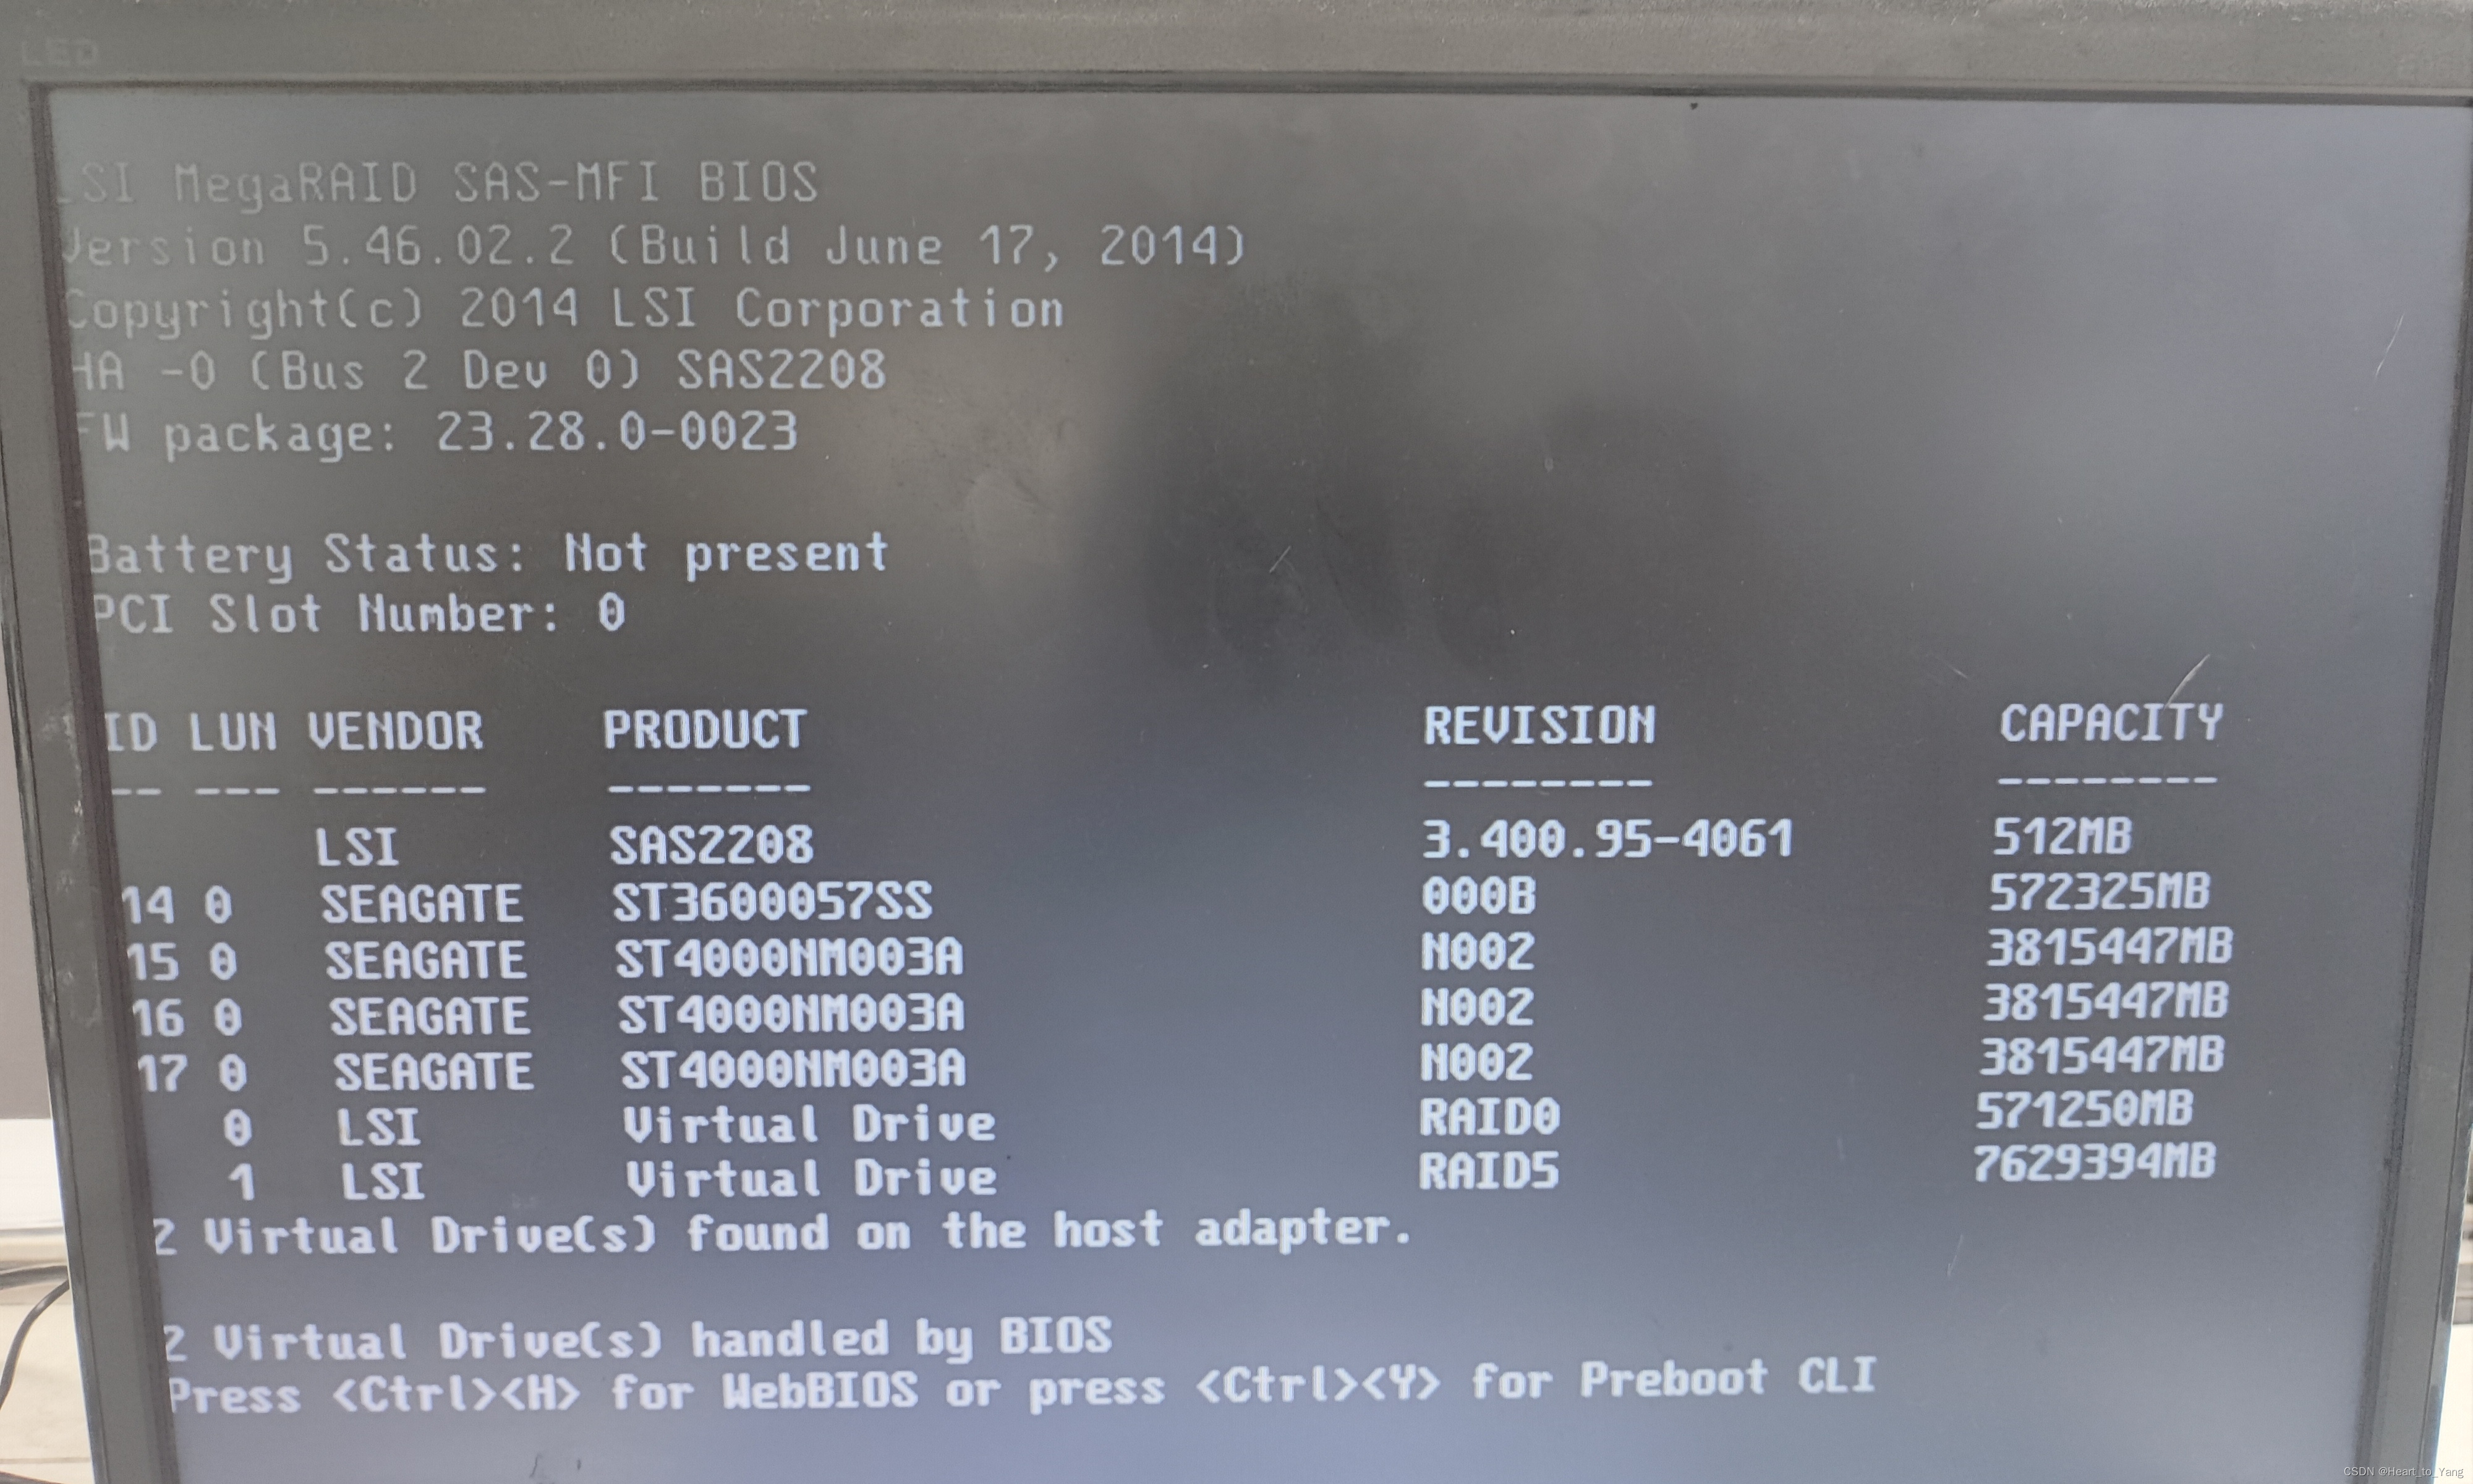 LED
LSI MegaRAID SAS-MFI BIOS
Version 5.46.02.2 (Build June 17, 2014)
Copyright(c) 2014 LSI Corporation
HA -0 (Bus 2 Dev 0) SAS2208
FW package: 23.28.0-0023
Battery Status: Not present
PCI Slot Number: 0
ID LUN VENDOR PRODUCT REVISION CAPACITY
-- --- ------ ------- -------- --------
LSI SAS2208 3.400.95-4061 512MB
14 0 SEAGATE ST3600057SS 000B 572325MB
15 0 SEAGATE ST4000NM003A N002 3815447MB
16 0 SEAGATE ST4000NM003A N002 3815447MB
17 0 SEAGATE ST4000NM003A N002 3815447MB
0 LSI Virtual Drive RAID0 571250MB
1 LSI Virtual Drive RAID5 7629394MB
2 Virtual Drive(s) found on the host adapter.
2 Virtual Drive(s) handled by BIOS
Press <Ctrl><H> for WebBIOS or press <Ctrl><Y> for Preboot CLI
CSDN @Heart_to_Yang